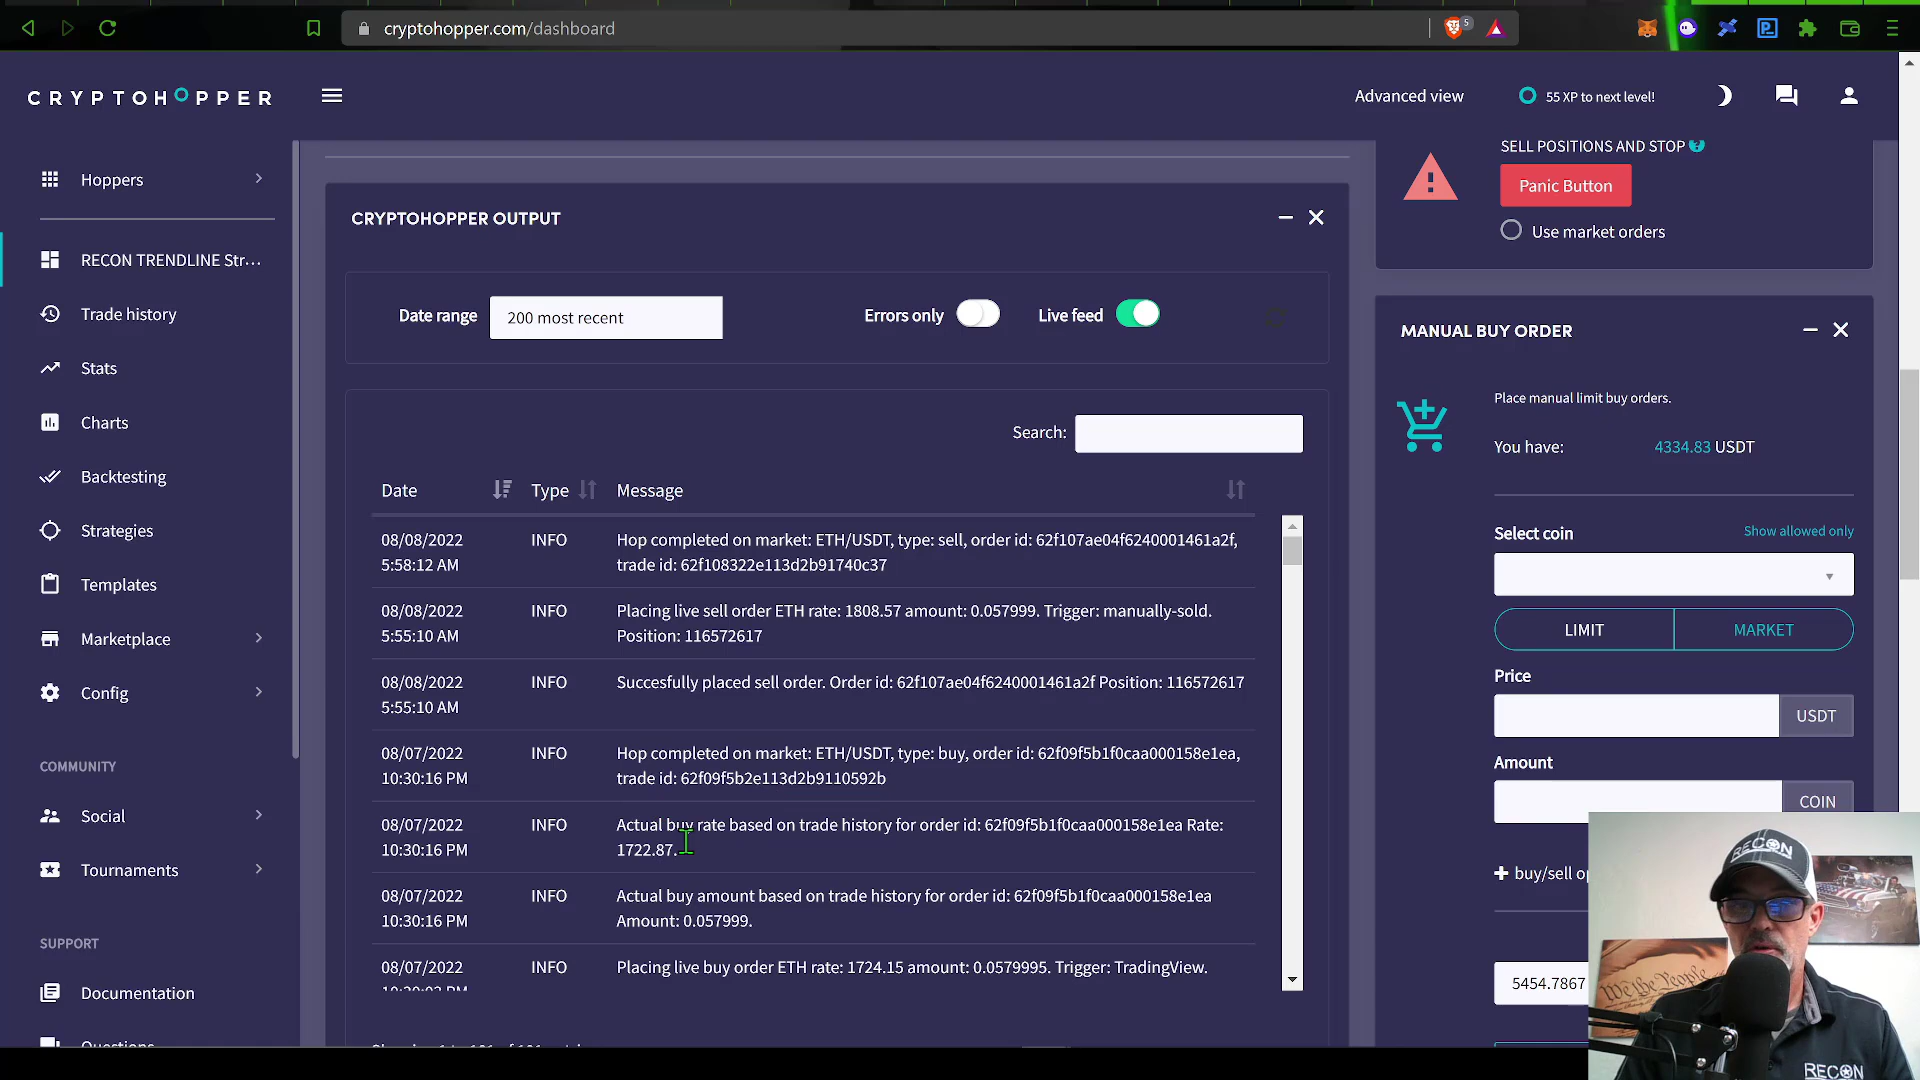 cryptohopper.com/dashboard
5
CRYPTOHOPPER
Advanced view
55 XP to next level!
Hoppers
RECON TRENDLINE Str...
Trade history
Stats
Charts
Backtesting
Strategies
Templates
Marketplace
Config
COMMUNITY
Social
Tournaments
SUPPORT
Documentation
Questions
CRYPTOHOPPER OUTPUT
Date range
200 most recent
Errors only
Live feed
Search:
Date
Type
Message
08/08/2022
5:58:12 AM
INFO
Hop completed on market: ETH/USDT, type: sell, order id: 62f107ae04f6240001461a2f,
trade id: 62f108322e113d2b91740c37
08/08/2022
5:55:10 AM
INFO
Placing live sell order ETH rate: 1808.57 amount: 0.057999. Trigger: manually-sold.
Position: 116572617
08/08/2022
5:55:10 AM
INFO
Succesfully placed sell order. Order id: 62f107ae04f6240001461a2f Position: 116572617
08/07/2022
10:30:16 PM
INFO
Hop completed on market: ETH/USDT, type: buy, order id: 62f09f5b1f0caa000158e1ea,
trade id: 62f09f5b2e113d2b9110592b
08/07/2022
10:30:16 PM
INFO
Actual buy rate based on trade history for order id: 62f09f5b1f0caa000158e1ea Rate:
1722.87.
08/07/2022
10:30:16 PM
INFO
Actual buy amount based on trade history for order id: 62f09f5b1f0caa000158e1ea
Amount: 0.057999.
08/07/2022
INFO
Placing live buy order ETH rate: 1724.15 amount: 0.0579995. Trigger: TradingView.
SELL POSITIONS AND STOP
Panic Button
Use market orders
MANUAL BUY ORDER
Place manual limit buy orders.
You have:
4334.83 USDT
Select coin
Show allowed only
LIMIT
MARKET
Price
USDT
Amount
COIN
buy/sell
5454.7867
RECON
We the People
RECON